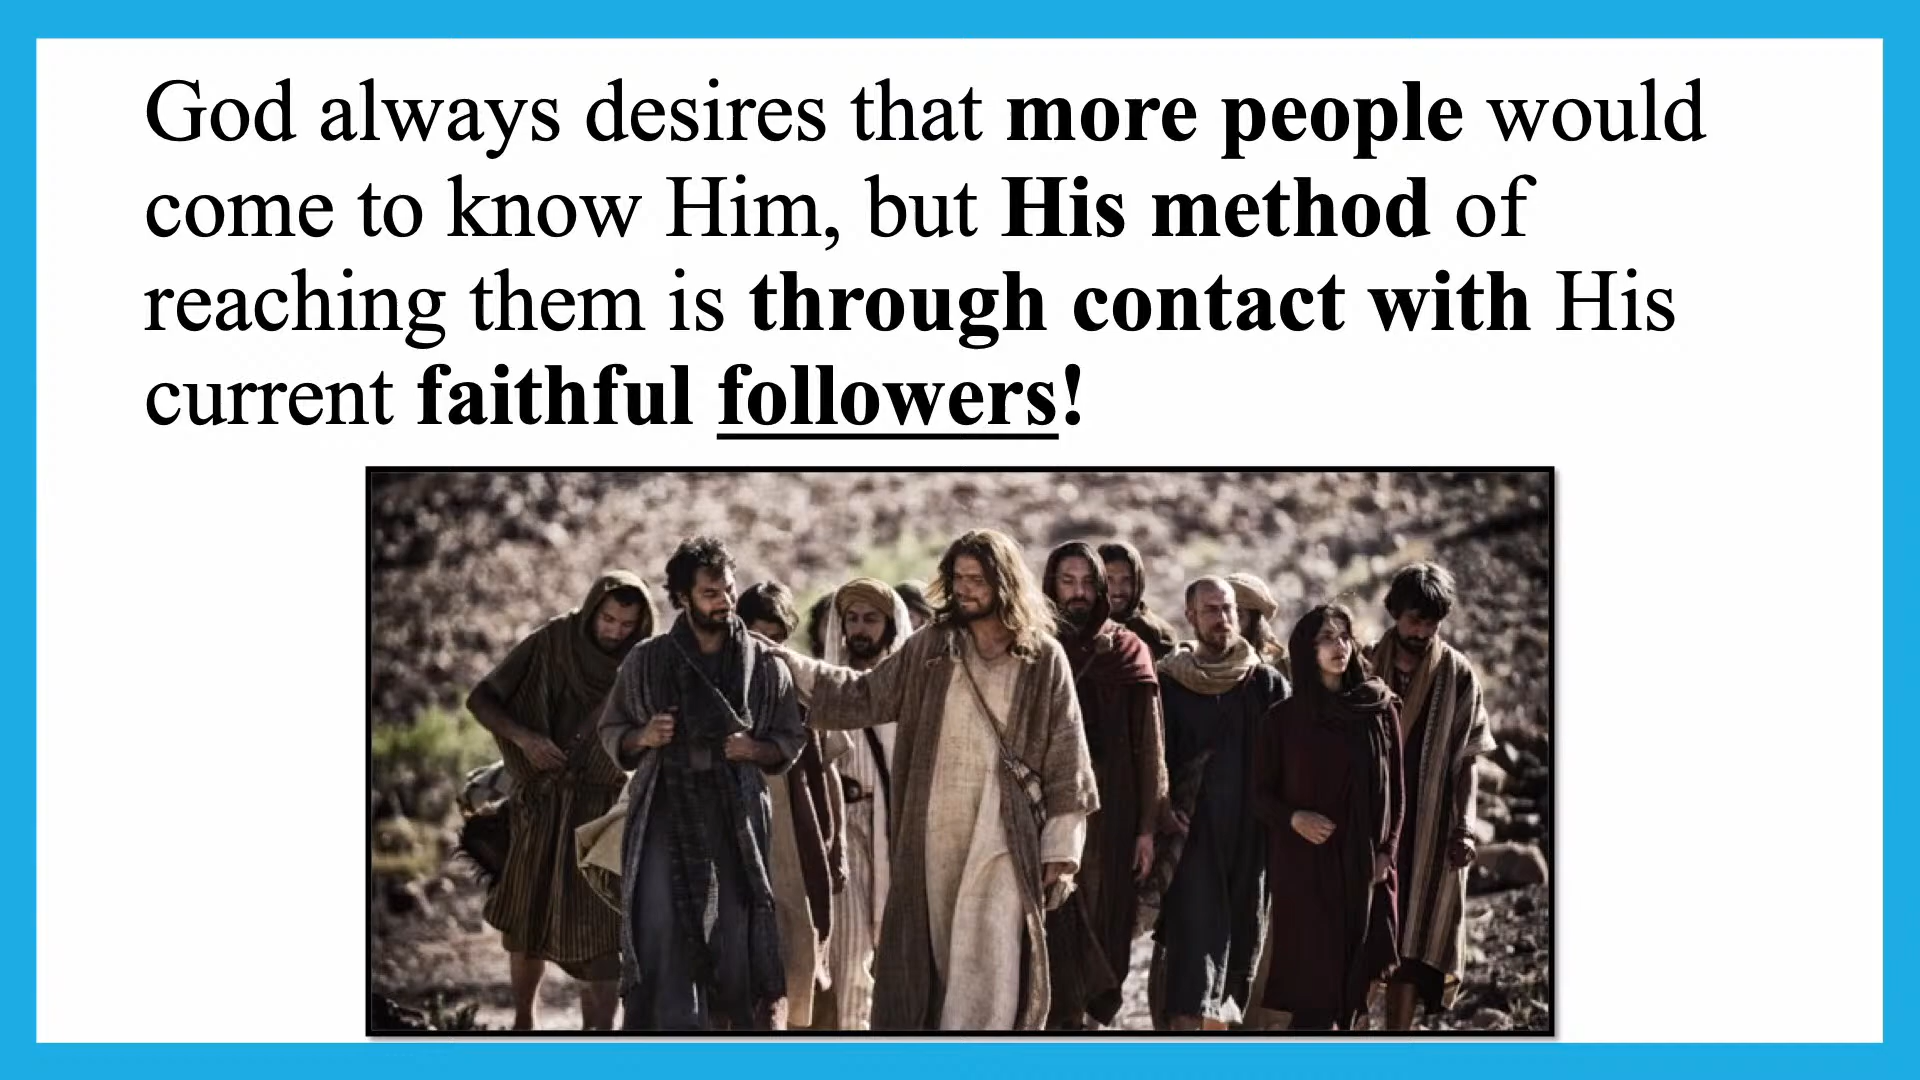 God always desires that more people would
come to know Him, but His method of
reaching them is through contact with His
current faithful followers!